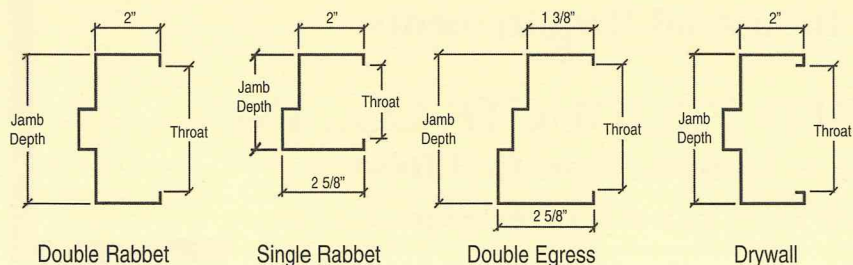 2"
Jamb
Depth
Throat
Double Rabbet
2"
Jamb
Depth
Throat
2 5/8"
Single Rabbet
1 3/8"
Jamb
Depth
Throat
2 5/8"
Double Egress
2"
Jamb
Depth
Throat
Drywall